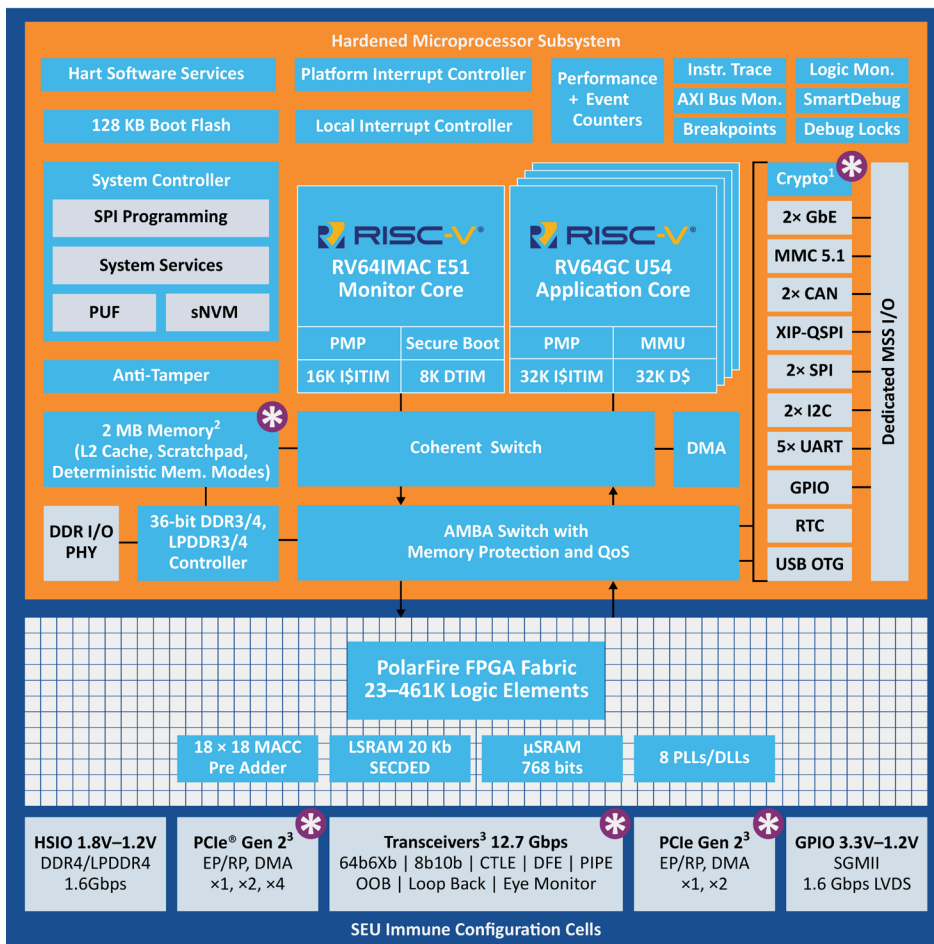 Hardened Microprocessor Subsystem
Hart Software Services
Platform Interrupt Controller
Performance
+ Event
Counters
Instr. Trace
Logic Mon.
AXI Bus Mon.
SmartDebug
128 KB Boot Flash
Local Interrupt Controller
Breakpoints
Debug Locks
System Controller
SPI Programming
System Services
PUF
sNVM
Anti-Tamper
RISC-V®
RV64IMAC E51
Monitor Core
PMP
Secure Boot
16K I$ITIM
8K DTIM
RISC-V®
RV64GC U54
Application Core
PMP
MMU
32K I$ITIM
32K D$
Crypto¹
2× GbE
MMC 5.1
2× CAN
XIP-QSPI
2× SPI
2× I2C
5× UART
GPIO
RTC
USB OTG
Dedicated MSS I/O
2 MB Memory²
(L2 Cache, Scratchpad,
Deterministic Mem. Modes)
Coherent Switch
DMA
DDR I/O
PHY
36-bit DDR3/4,
LPDDR3/4
Controller
AMBA Switch with
Memory Protection and QoS
PolarFire FPGA Fabric
23–461K Logic Elements
18 × 18 MACC
Pre Adder
LSRAM 20 Kb
SECDED
µSRAM
768 bits
8 PLLs/DLLs
HSIO 1.8V–1.2V
DDR4/LPDDR4
1.6Gbps
PCIe® Gen 2³
EP/RP, DMA
×1, ×2, ×4
Transceivers³ 12.7 Gbps
64b6Xb | 8b10b | CTLE | DFE | PIPE
OOB | Loop Back | Eye Monitor
PCIe Gen 2³
EP/RP, DMA
×1, ×2
GPIO 3.3V–1.2V
SGMII
1.6 Gbps LVDS
SEU Immune Configuration Cells